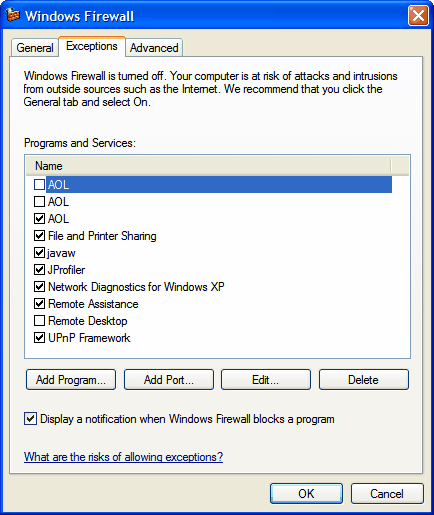 Windows Firewall
General Exceptions Advanced
Windows Firewall is turned off. Your computer is at risk of attacks and intrusions
from outside sources such as the Internet. We recommend that you click the
General tab and select On.
Programs and Services:
Name
AOL
AOL
AOL
File and Printer Sharing
javaw
JProfiler
Network Diagnostics for Windows XP
Remote Assistance
Remote Desktop
UPnP Framework
Add Program... Add Port... Edit... Delete
Display a notification when Windows Firewall blocks a program
What are the risks of allowing exceptions?
OK Cancel